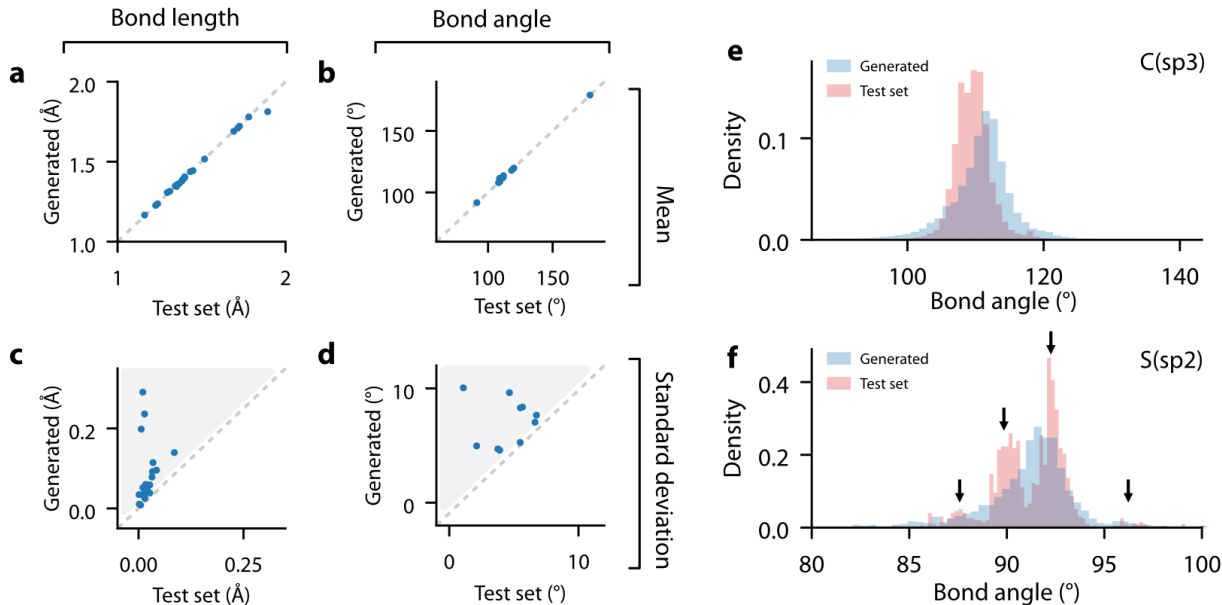 Bond length
Bond angle
a
2.0
1.5
1.0
1
2
Generated (Å)
Test set (Å)
b
150
100
100
150
Generated (°)
Test set (°)
Mean
c
0.2
0.0
0.00
0.25
Generated (Å)
Test set (Å)
d
10
0
0
10
Generated (°)
Test set (°)
Standard deviation
e
Generated
Test set
C(sp3)
0.1
0.0
Density
100
120
140
Bond angle (°)
f
Generated
Test set
S(sp2)
0.4
0.2
0.0
Density
80
85
90
95
100
Bond angle (°)